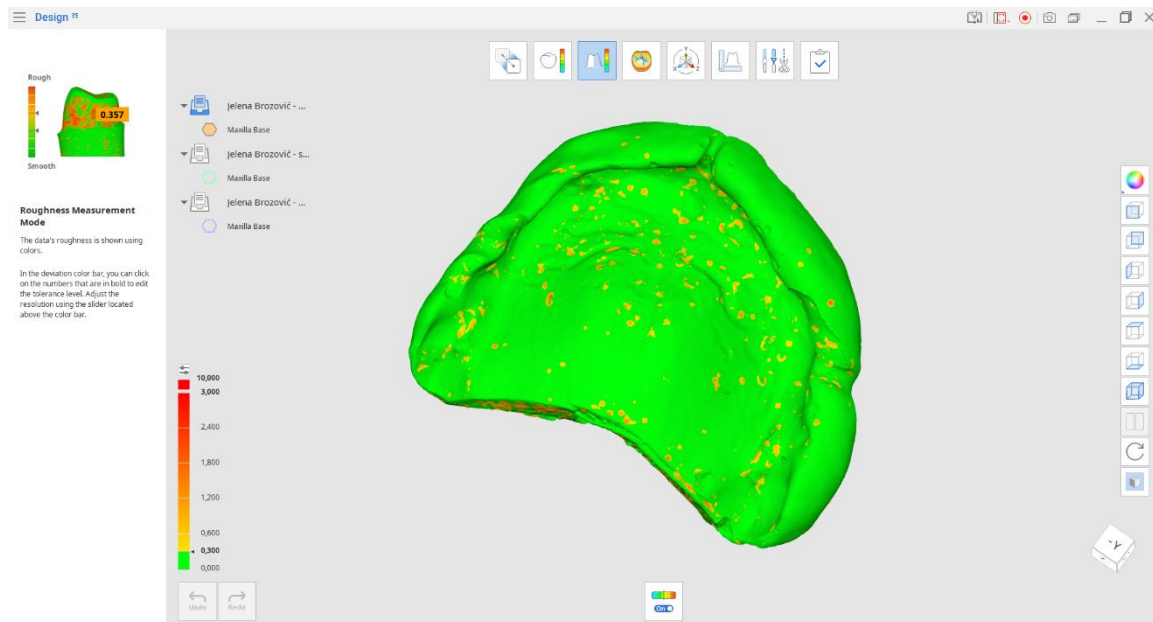 Design
Rough
0.357
Smooth
Roughness Measurement
Mode
The data's roughness is shown using
colors.
In the deviation color bar, you can click
on the numbers that are in bold to edit
the tolerance level. Adjust the
resolution using the slider located
above the color bar.
Jelena Brozović - ...
Maxilla Base
Jelena Brozović - s...
Maxilla Base
Jelena Brozović - ...
Maxilla Base
10,000
3,000
2,400
1,800
1,200
0,600
0,300
0,000
Undo
Redo
On
-Y